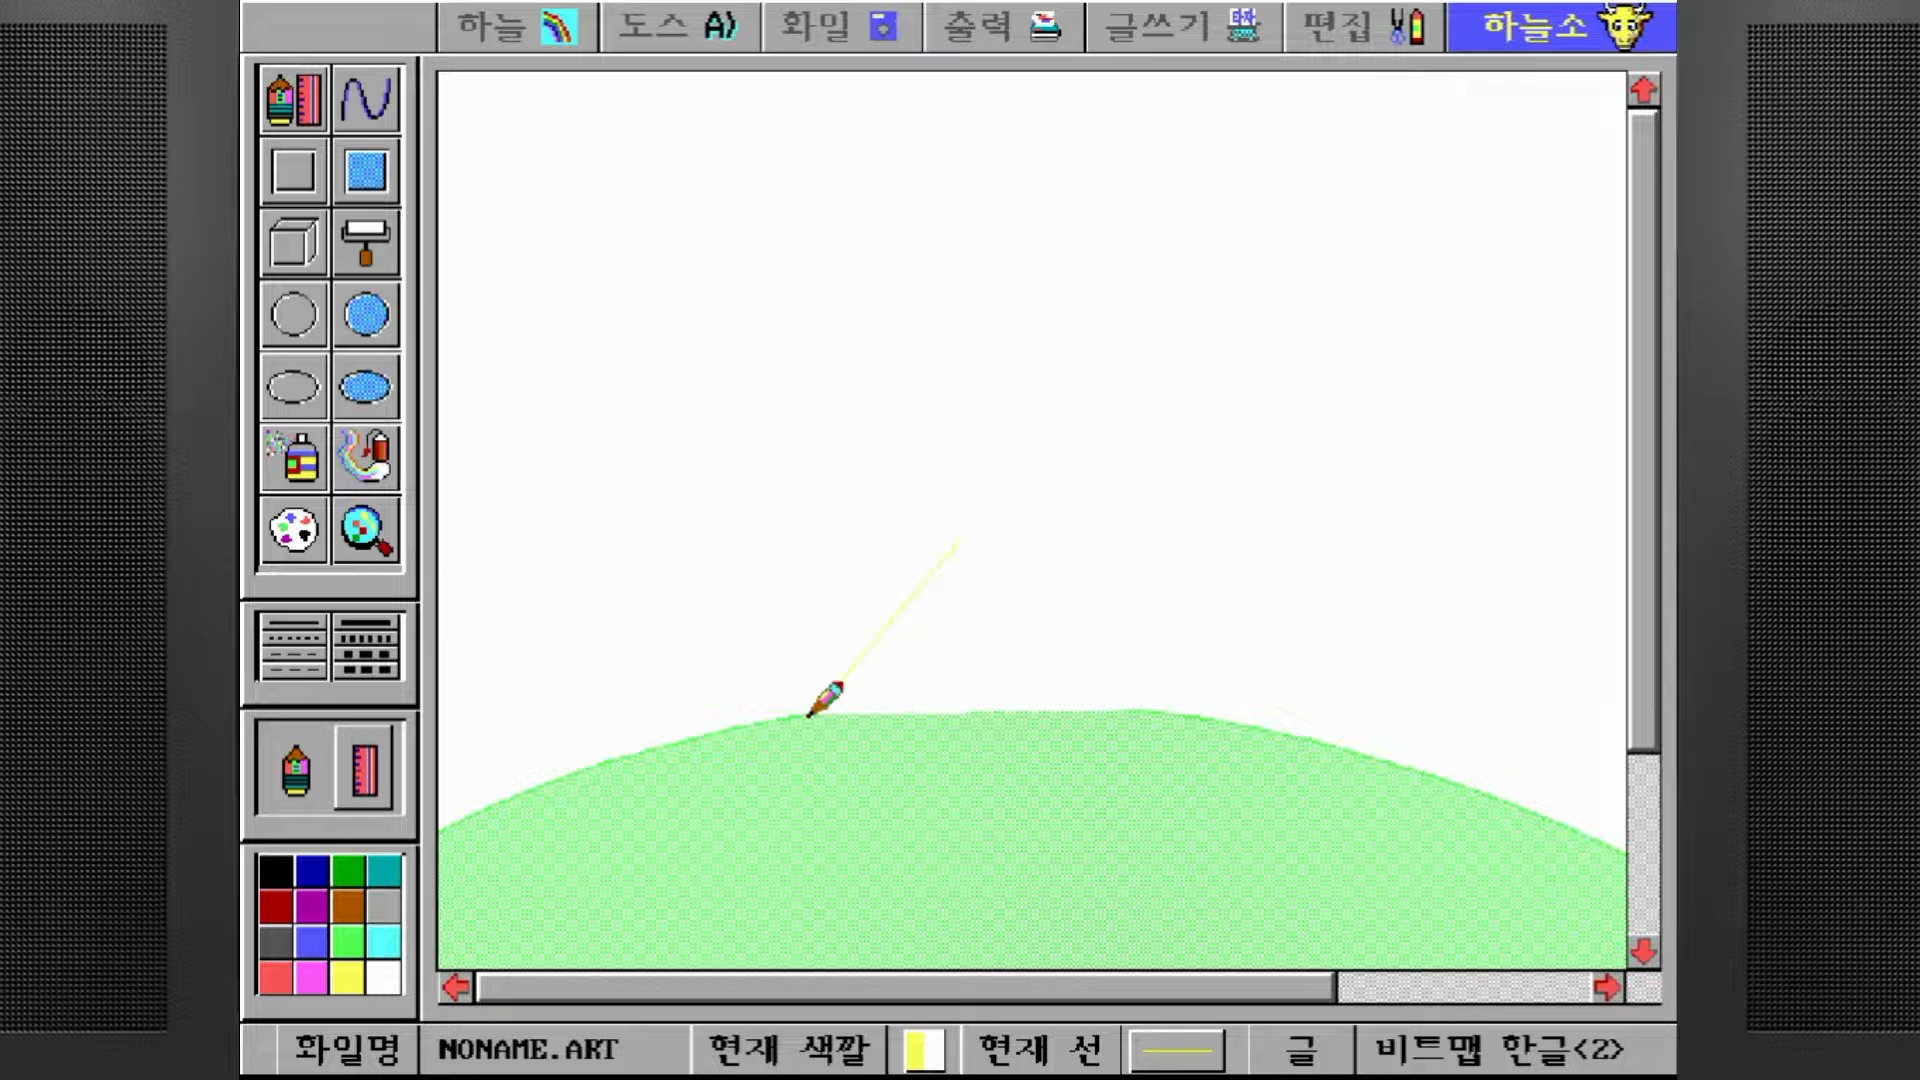 하늘 도스 A) 화일 출력 글쓰기 편집 하늘소
화일명 NONAME.ART 현재 색깔 현재 선 글 비트맵 한글<2>